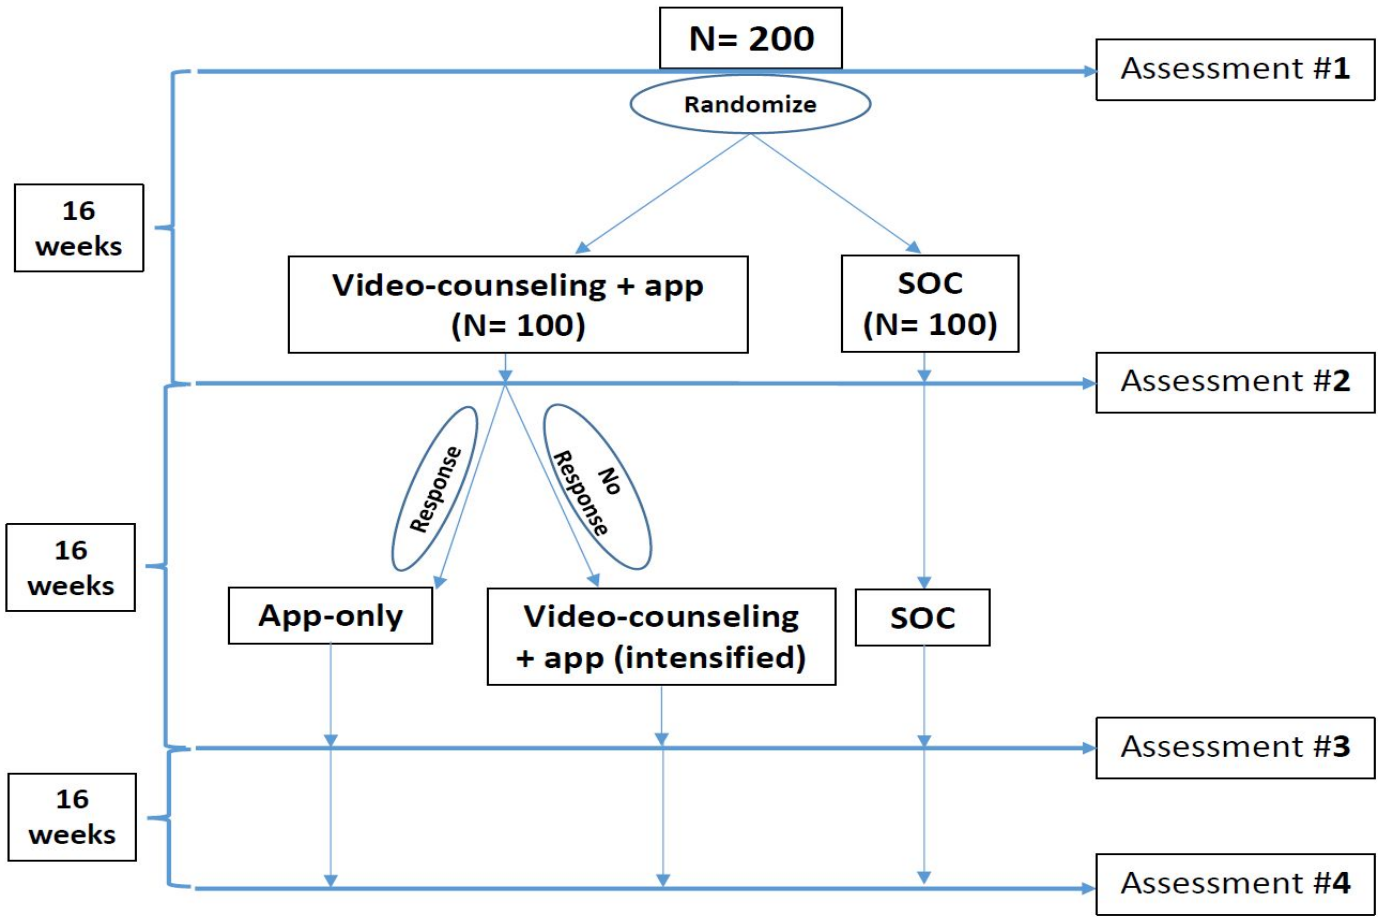 N= 200
Assessment #1
Randomize
16
weeks
Video-counseling + app
(N= 100)
SOC
(N= 100)
Assessment #2
Response
No
Response
16
weeks
App-only
Video-counseling
+ app (intensified)
SOC
Assessment #3
16
weeks
Assessment #4